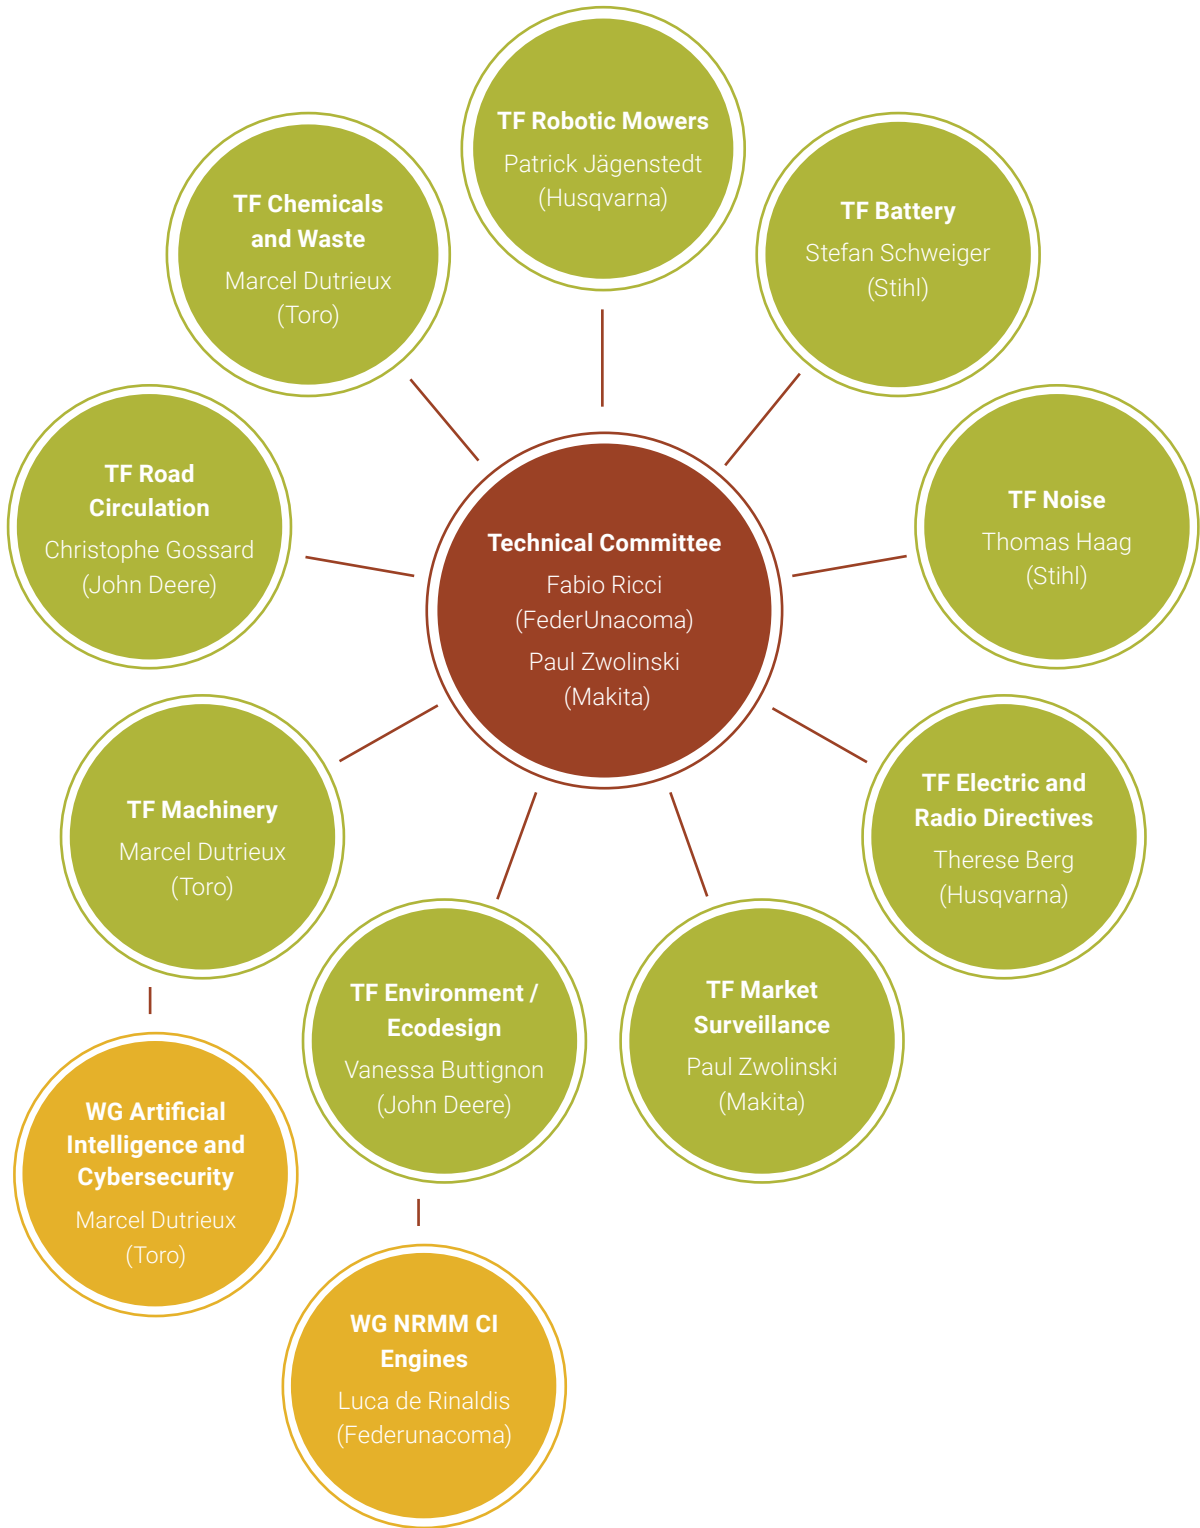 TF Robotic Mowers
Patrick Jägenstedt
(Husqvarna)
TF Chemicals
and Waste
Marcel Dutrieux
(Toro)
TF Battery
Stefan Schweiger
(Stihl)
TF Road
Circulation
Christophe Gossard
(John Deere)
Technical Committee
Fabio Ricci
(FederUnacoma)
Paul Zwolinski
(Makita)
TF Noise
Thomas Haag
(Stihl)
TF Machinery
Marcel Dutrieux
(Toro)
TF Electric and
Radio Directives
Therese Berg
(Husqvarna)
TF Environment /
Ecodesign
Vanessa Buttignon
(John Deere)
TF Market
Surveillance
Paul Zwolinski
(Makita)
WG Artificial
Intelligence and
Cybersecurity
Marcel Dutrieux
(Toro)
WG NRMM CI
Engines
Luca de Rinaldis
(Federunacoma)